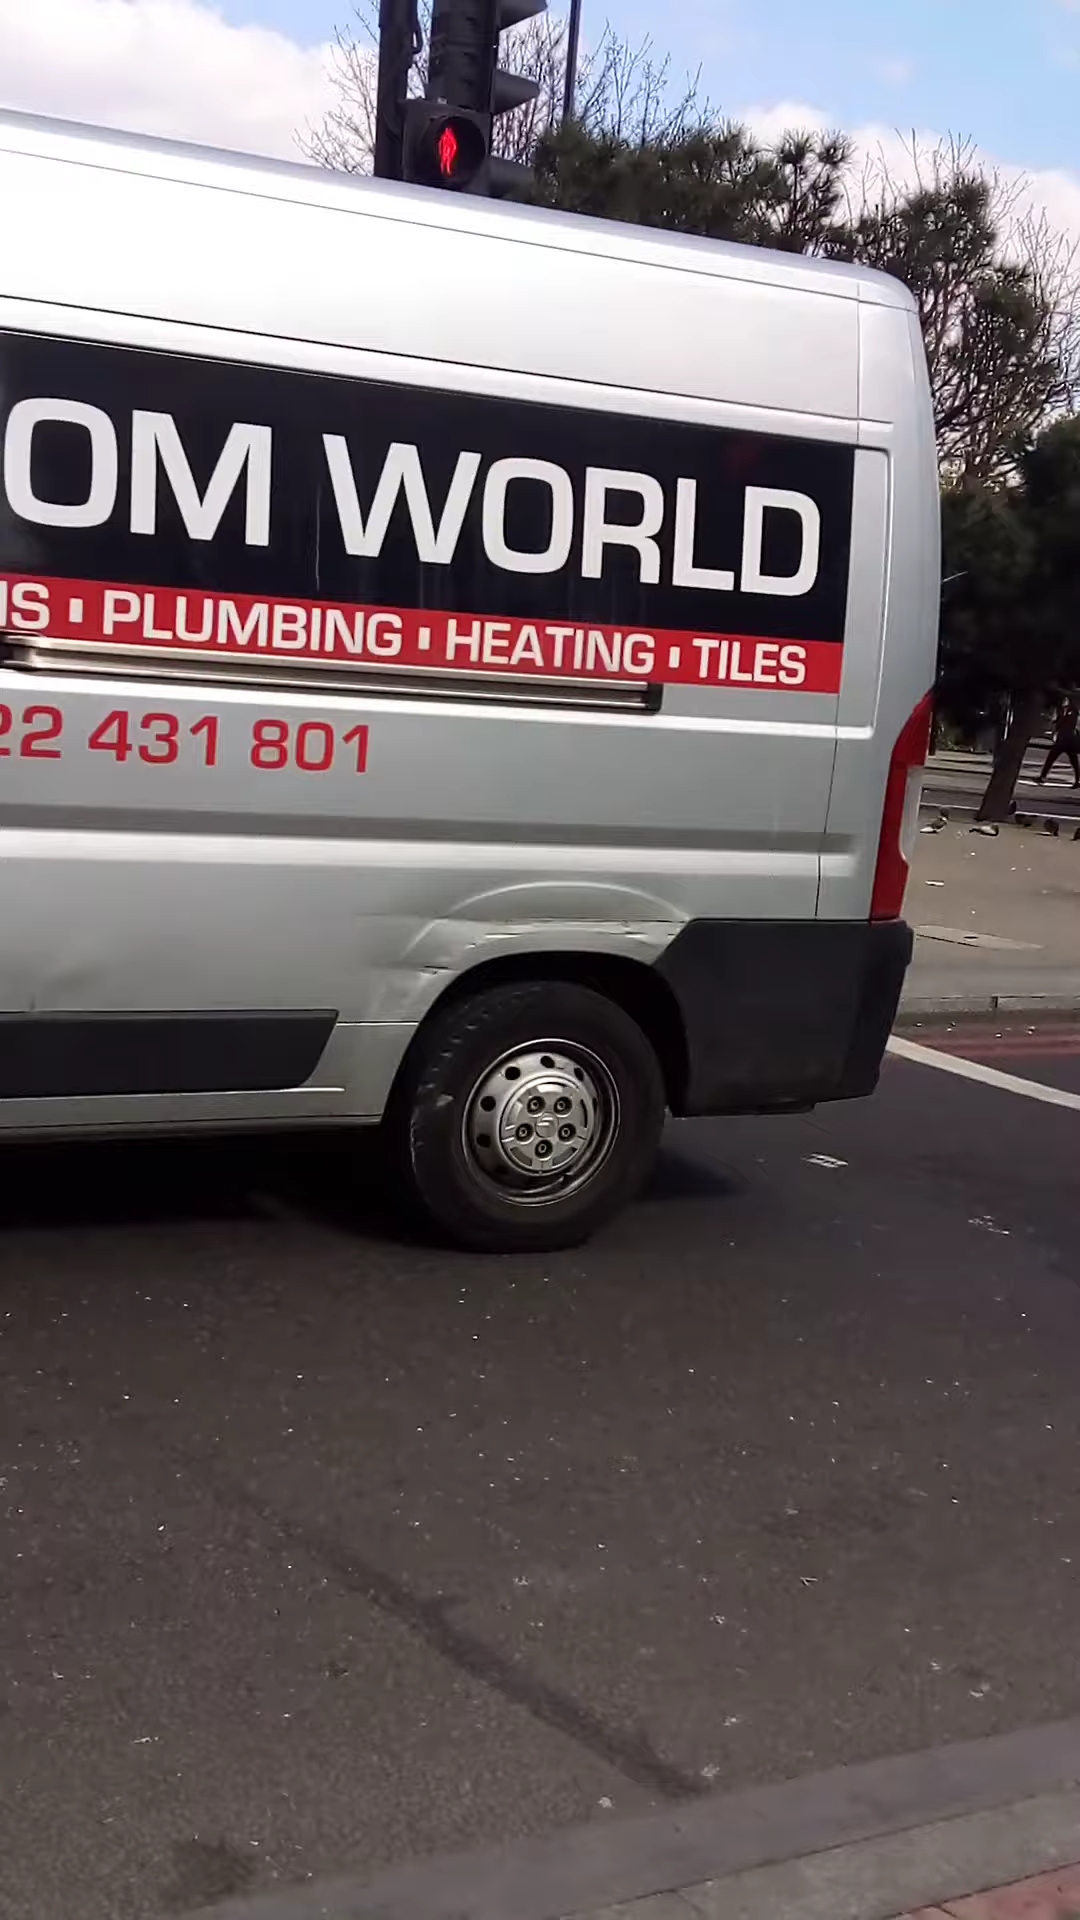 OM WORLD
IS ▮ PLUMBING ▮ HEATING ▮ TILES
22 431 801